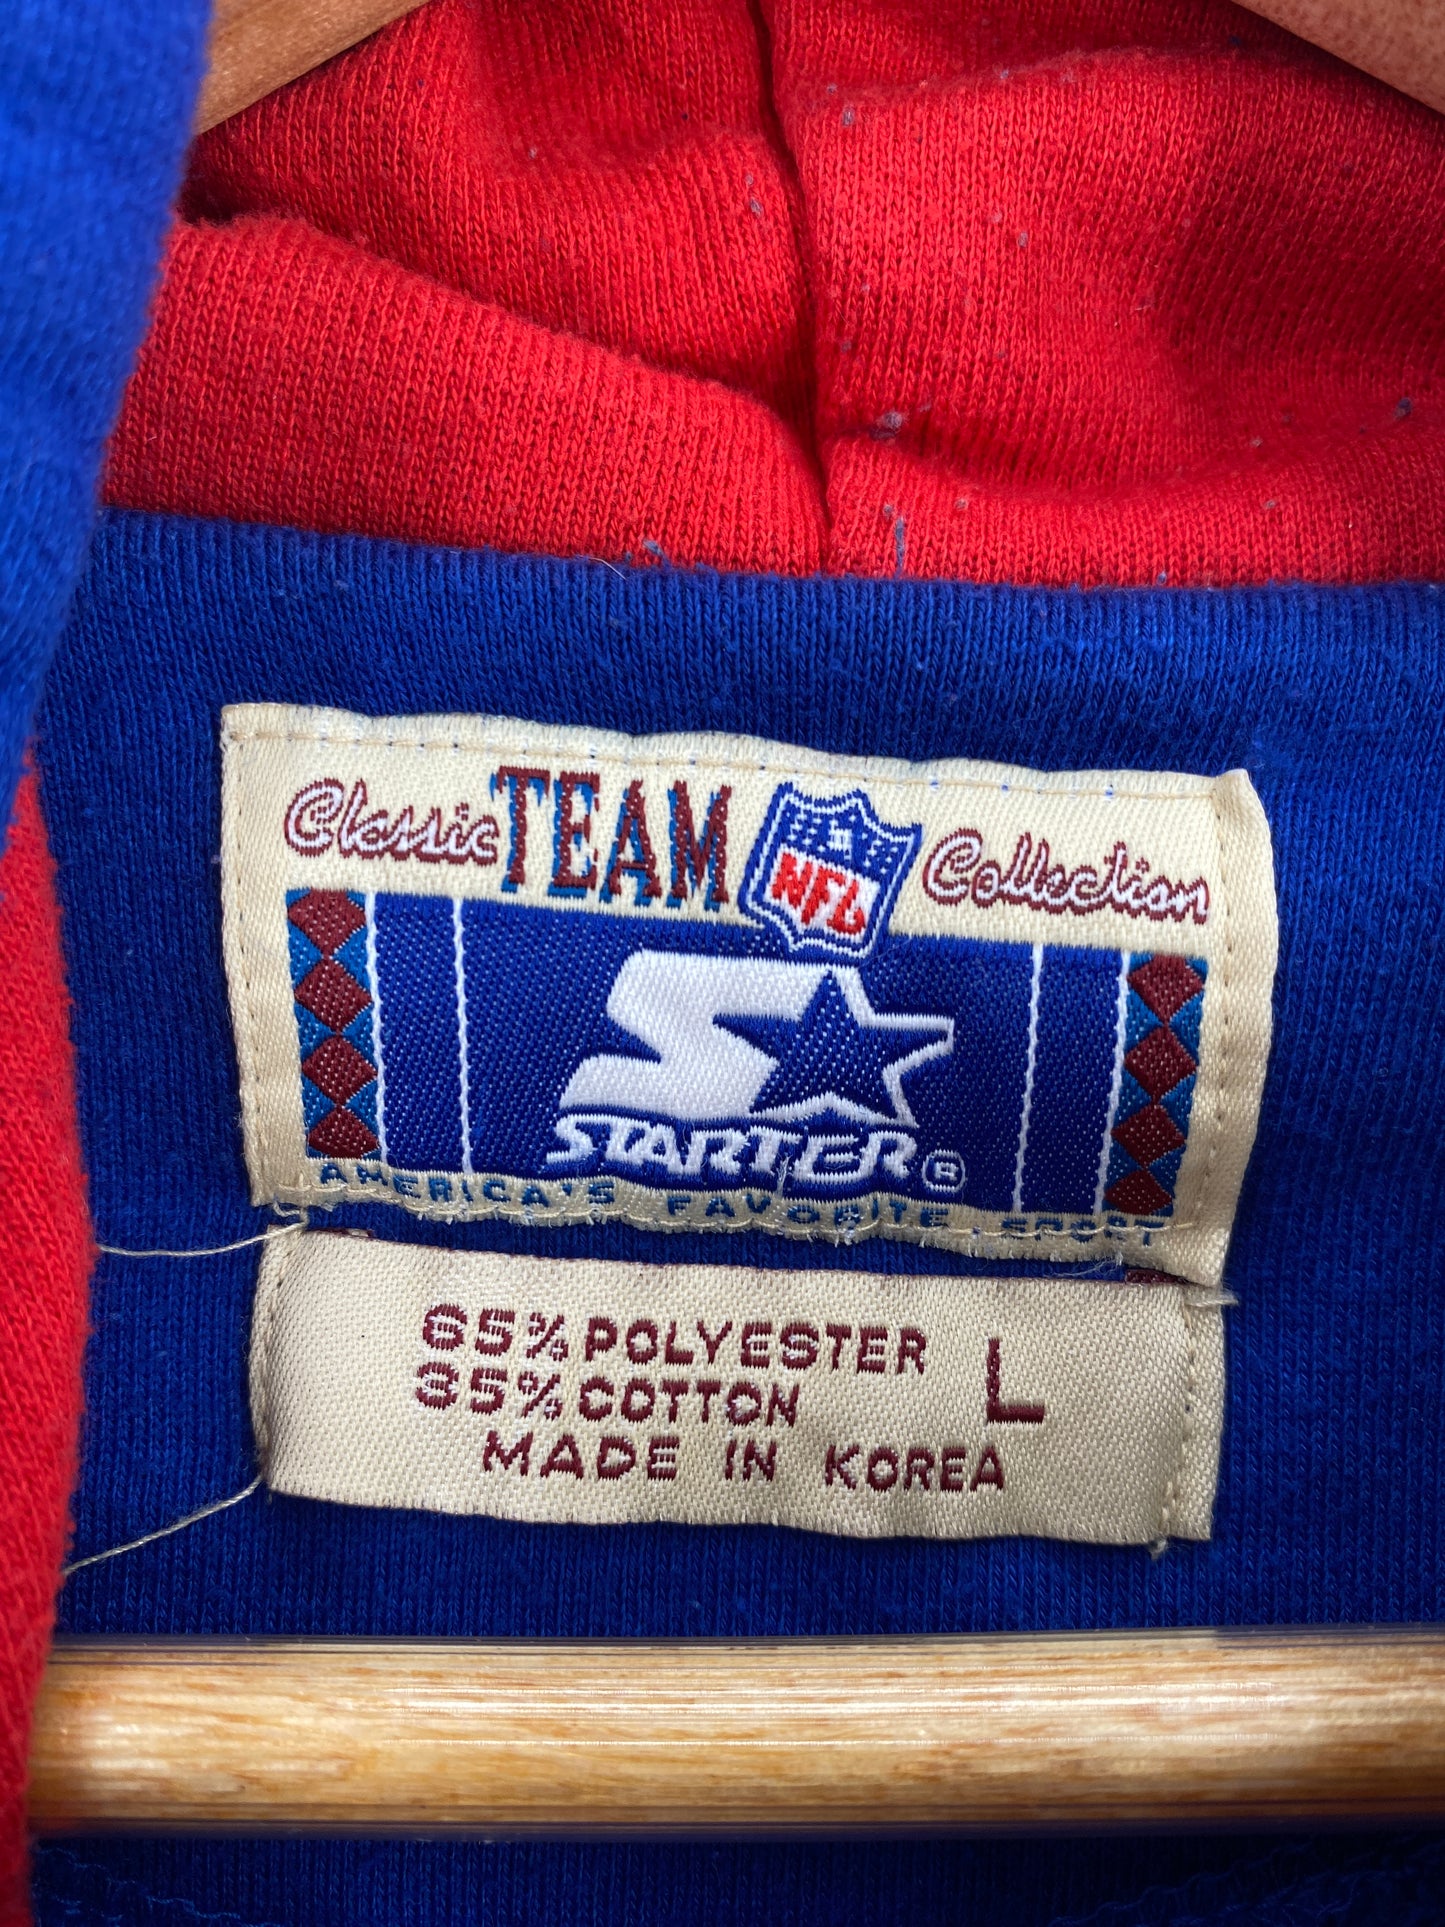 Classic TEAM NFL Collection
STARTER®
AMERICA'S FAVORITE SPORT
65% POLYESTER
35% COTTON
L
MADE IN KOREA